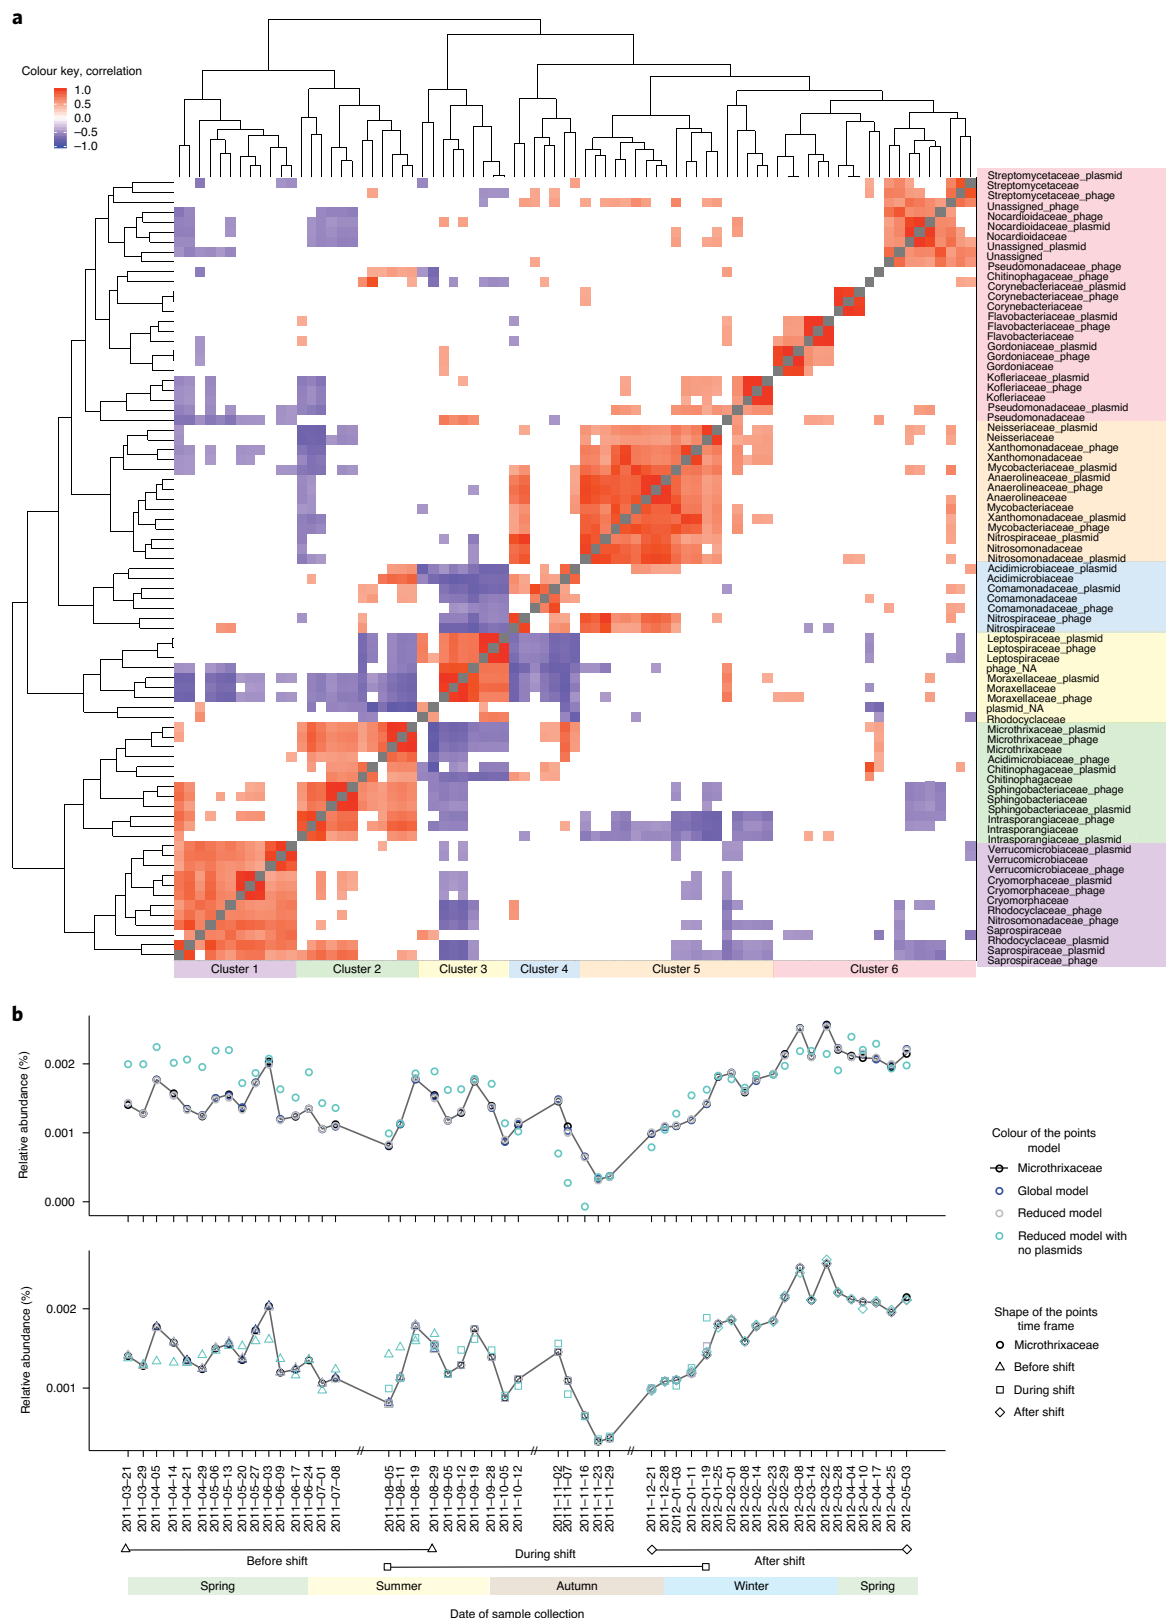 a
Colour key, correlation
1.0
0.5
0.0
−0.5
−1.0
Streptomycetaceae_plasmid
Streptomycetaceae
Streptomycetaceae_phage
Unassigned_phage
Nocardioidaceae_phage
Nocardioidaceae_plasmid
Nocardioidaceae
Unassigned_plasmid
Unassigned
Pseudomonadaceae_phage
Chitinophagaceae_phage
Corynebacteriaceae_plasmid
Corynebacteriaceae_phage
Corynebacteriaceae
Flavobacteriaceae_plasmid
Flavobacteriaceae_phage
Flavobacteriaceae
Gordoniaceae_plasmid
Gordoniaceae_phage
Gordoniaceae
Kofleriaceae_plasmid
Kofleriaceae_phage
Kofleriaceae
Pseudomonadaceae_plasmid
Pseudomonadaceae
Neisseriaceae_plasmid
Neisseriaceae
Xanthomonadaceae_phage
Xanthomonadaceae
Mycobacteriaceae_plasmid
Anaerolineaceae_plasmid
Anaerolineaceae_phage
Anaerolineaceae
Mycobacteriaceae
Xanthomonadaceae_plasmid
Mycobacteriaceae_phage
Nitrospiraceae_plasmid
Nitrosomonadaceae
Nitrosomonadaceae_plasmid
Acidimicrobiaceae_plasmid
Acidimicrobiaceae
Comamonadaceae_plasmid
Comamonadaceae
Comamonadaceae_phage
Nitrospiraceae_phage
Nitrospiraceae
Leptospiraceae_plasmid
Leptospiraceae_phage
Leptospiraceae
phage_NA
Moraxellaceae_plasmid
Moraxellaceae
Moraxellaceae_phage
plasmid_NA
Rhodocyclaceae
Microthrixaceae_plasmid
Microthrixaceae_phage
Microthrixaceae
Acidimicrobiaceae_phage
Chitinophagaceae_plasmid
Chitinophagaceae
Sphingobacteriaceae_phage
Sphingobacteriaceae
Sphingobacteriaceae_plasmid
Intrasporangiaceae_phage
Intrasporangiaceae
Intrasporangiaceae_plasmid
Verrucomicrobiaceae_plasmid
Verrucomicrobiaceae
Verrucomicrobiaceae_phage
Cryomorphaceae_plasmid
Cryomorphaceae_phage
Cryomorphaceae
Rhodocyclaceae_phage
Nitrosomonadaceae_phage
Saprospiraceae
Rhodocyclaceae_plasmid
Saprospiraceae_plasmid
Saprospiraceae_phage
Cluster 1 Cluster 2 Cluster 3 Cluster 4 Cluster 5 Cluster 6
b
Relative abundance (%)
0.002
0.001
0.000
Colour of the points
model
Microthrixaceae
Global model
Reduced model
Reduced model with
no plasmids
Relative abundance (%)
0.002
0.001
Shape of the points
time frame
Microthrixaceae
Before shift
During shift
After shift
// // //
2011−03−21
2011−03−29
2011−04−05
2011−04−14
2011−04−21
2011−04−29
2011−05−06
2011−05−13
2011−05−20
2011−05−27
2011−06−03
2011−06−09
2011−06−17
2011−06−24
2011−07−01
2011−07−08
2011−08−05
2011−08−11
2011−08−19
2011−08−29
2011−09−05
2011−09−12
2011−09−19
2011−09−28
2011−10−05
2011−10−12
2011−11−02
2011−11−07
2011−11−16
2011−11−23
2011−11−29
2011−12−21
2011−12−28
2012−01−03
2012−01−11
2012−01−19
2012−01−25
2012−02−01
2012−02−08
2012−02−14
2012−02−23
2012−02−29
2012−03−08
2012−03−14
2012−03−22
2012−03−28
2012−04−04
2012−04−10
2012−04−17
2012−04−25
2012−05−03
Before shift During shift After shift
Spring Summer Autumn Winter Spring
Date of sample collection